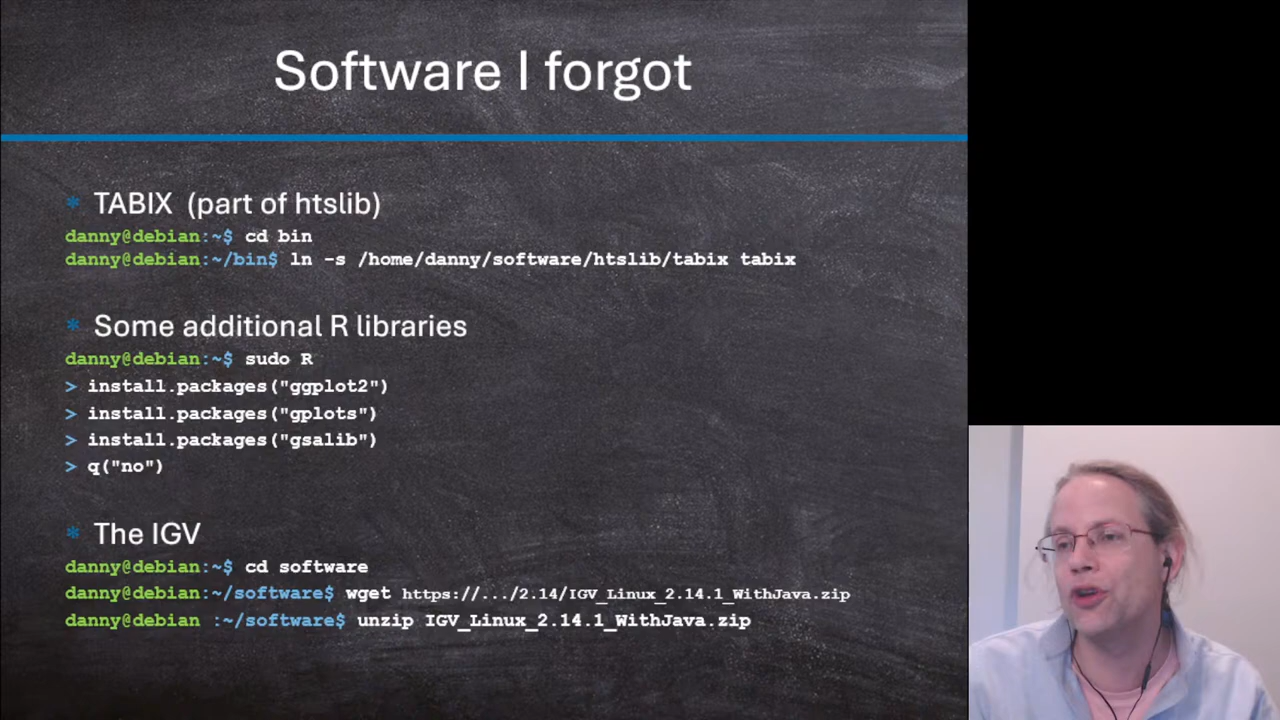 Software I forgot
* TABIX (part of htslib)
danny@debian:~$ cd bin
danny@debian:~/bin$ ln -s /home/danny/software/htslib/tabix tabix
* Some additional R libraries
danny@debian:~$ sudo R
> install.packages("ggplot2")
> install.packages("gplots")
> install.packages("gsalib")
> q("no")
* The IGV
danny@debian:~$ cd software
danny@debian:~/software$ wget https://.../2.14/IGV_Linux_2.14.1_WithJava.zip
danny@debian :~/software$ unzip IGV_Linux_2.14.1_WithJava.zip